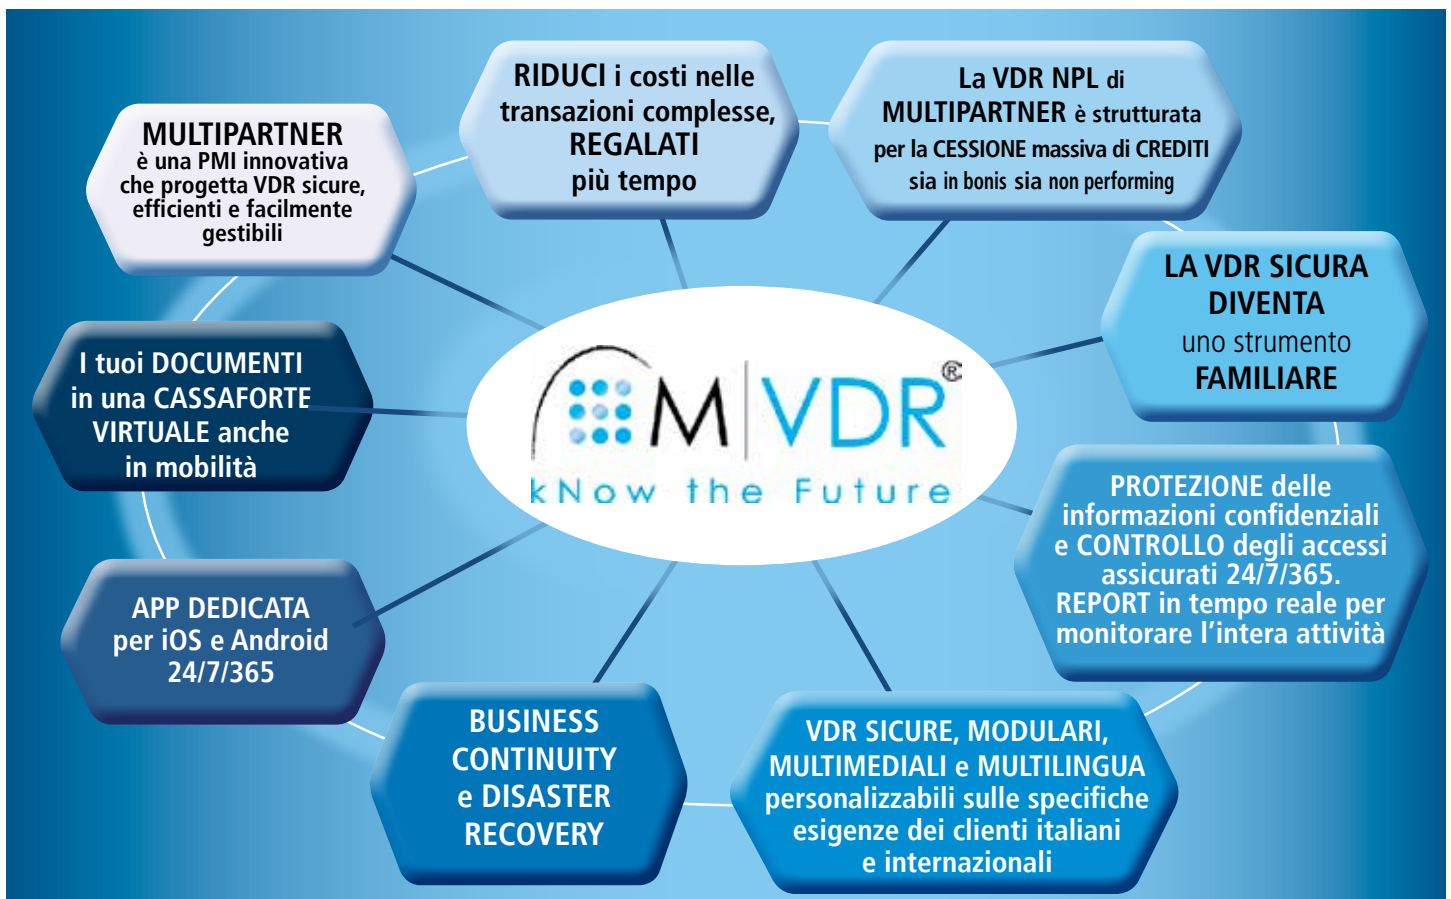 MULTIPARTNER
è una PMI innovativa
che progetta VDR sicure,
efficienti e facilmente
gestibili
RIDUCI i costi nelle
transazioni complesse,
REGALATI
più tempo
La VDR NPL di
MULTIPARTNER è strutturata
per la CESSIONE massiva di CREDITI
sia in bonis sia non performing
LA VDR SICURA
DIVENTA
uno strumento
FAMILIARE
I tuoi DOCUMENTI
in una CASSAFORTE
VIRTUALE anche
in mobilità
M|VDR®
kNow the Future
PROTEZIONE delle
informazioni confidenziali
e CONTROLLO degli accessi
assicurati 24/7/365.
REPORT in tempo reale per
monitorare l'intera attività
APP DEDICATA
per iOS e Android
24/7/365
BUSINESS
CONTINUITY
e DISASTER
RECOVERY
VDR SICURE, MODULARI,
MULTIMEDIALI e MULTILINGUA
personalizzabili sulle specifiche
esigenze dei clienti italiani
e internazionali